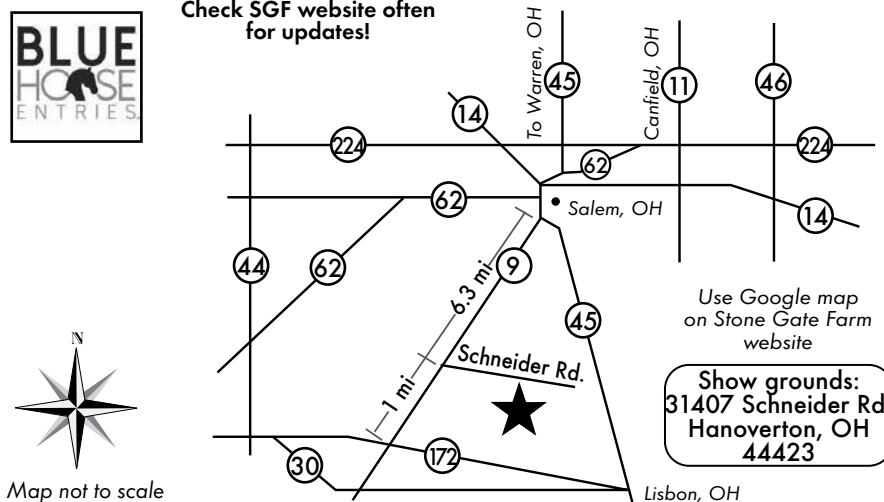 Check SGF website often
for updates!
BLUE
HORSE
ENTRIES
To Warren, OH
45
Canfield, OH
11
46
14
224
62
224
62
Salem, OH
14
44
62
9
6.3 mi
45
Use Google map
on Stone Gate Farm
website
N
Schneider Rd.
1 mi
Show grounds:
31407 Schneider Rd
Hanoverton, OH
44423
30
172
Map not to scale
Lisbon, OH